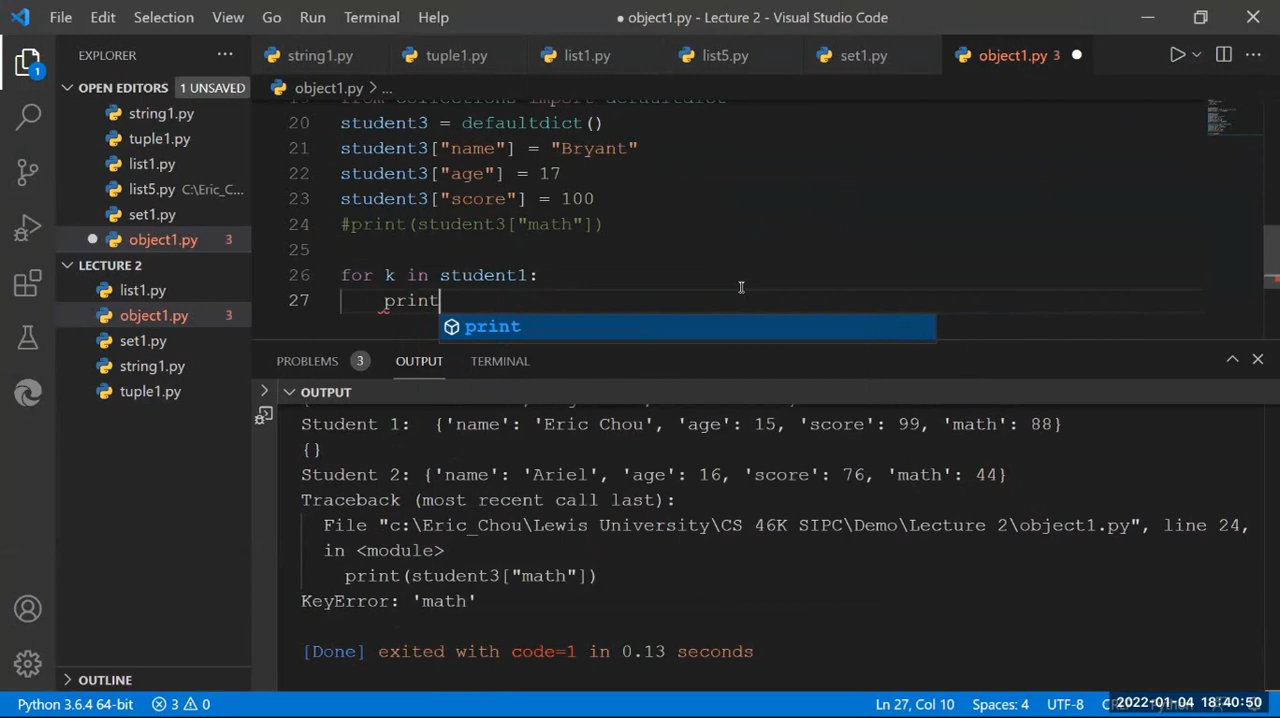 File Edit Selection View Go Run Terminal Help
object1.py - Lecture 2 - Visual Studio Code
EXPLORER
string1.py tuple1.py list1.py list5.py set1.py object1.py 3
OPEN EDITORS 1 UNSAVED
object1.py > ...
string1.py
tuple1.py
list1.py
list5.py C:\Eric_C...
set1.py
object1.py 3
LECTURE 2
list1.py
object1.py 3
set1.py
string1.py
tuple1.py
OUTLINE
19 from Collections import defaultdict
20 student3 = defaultdict()
21 student3["name"] = "Bryant"
22 student3["age"] = 17
23 student3["score"] = 100
24 #print(student3["math"])
25
26 for k in student1:
27 print
print
PROBLEMS 3 OUTPUT TERMINAL
OUTPUT
Student 1: {'name': 'Eric Chou', 'age': 15, 'score': 99, 'math': 88}
{}
Student 2: {'name': 'Ariel', 'age': 16, 'score': 76, 'math': 44}
Traceback (most recent call last):
File "c:\Eric_Chou\Lewis University\CS 46K SIPC\Demo\Lecture 2\object1.py", line 24,
in <module>
print(student3["math"])
KeyError: 'math'
[Done] exited with code=1 in 0.13 seconds
1
Python 3.6.4 64-bit 3 0 Ln 27, Col 10 Spaces: 4 UTF-8 2022-01-04 18:40:50